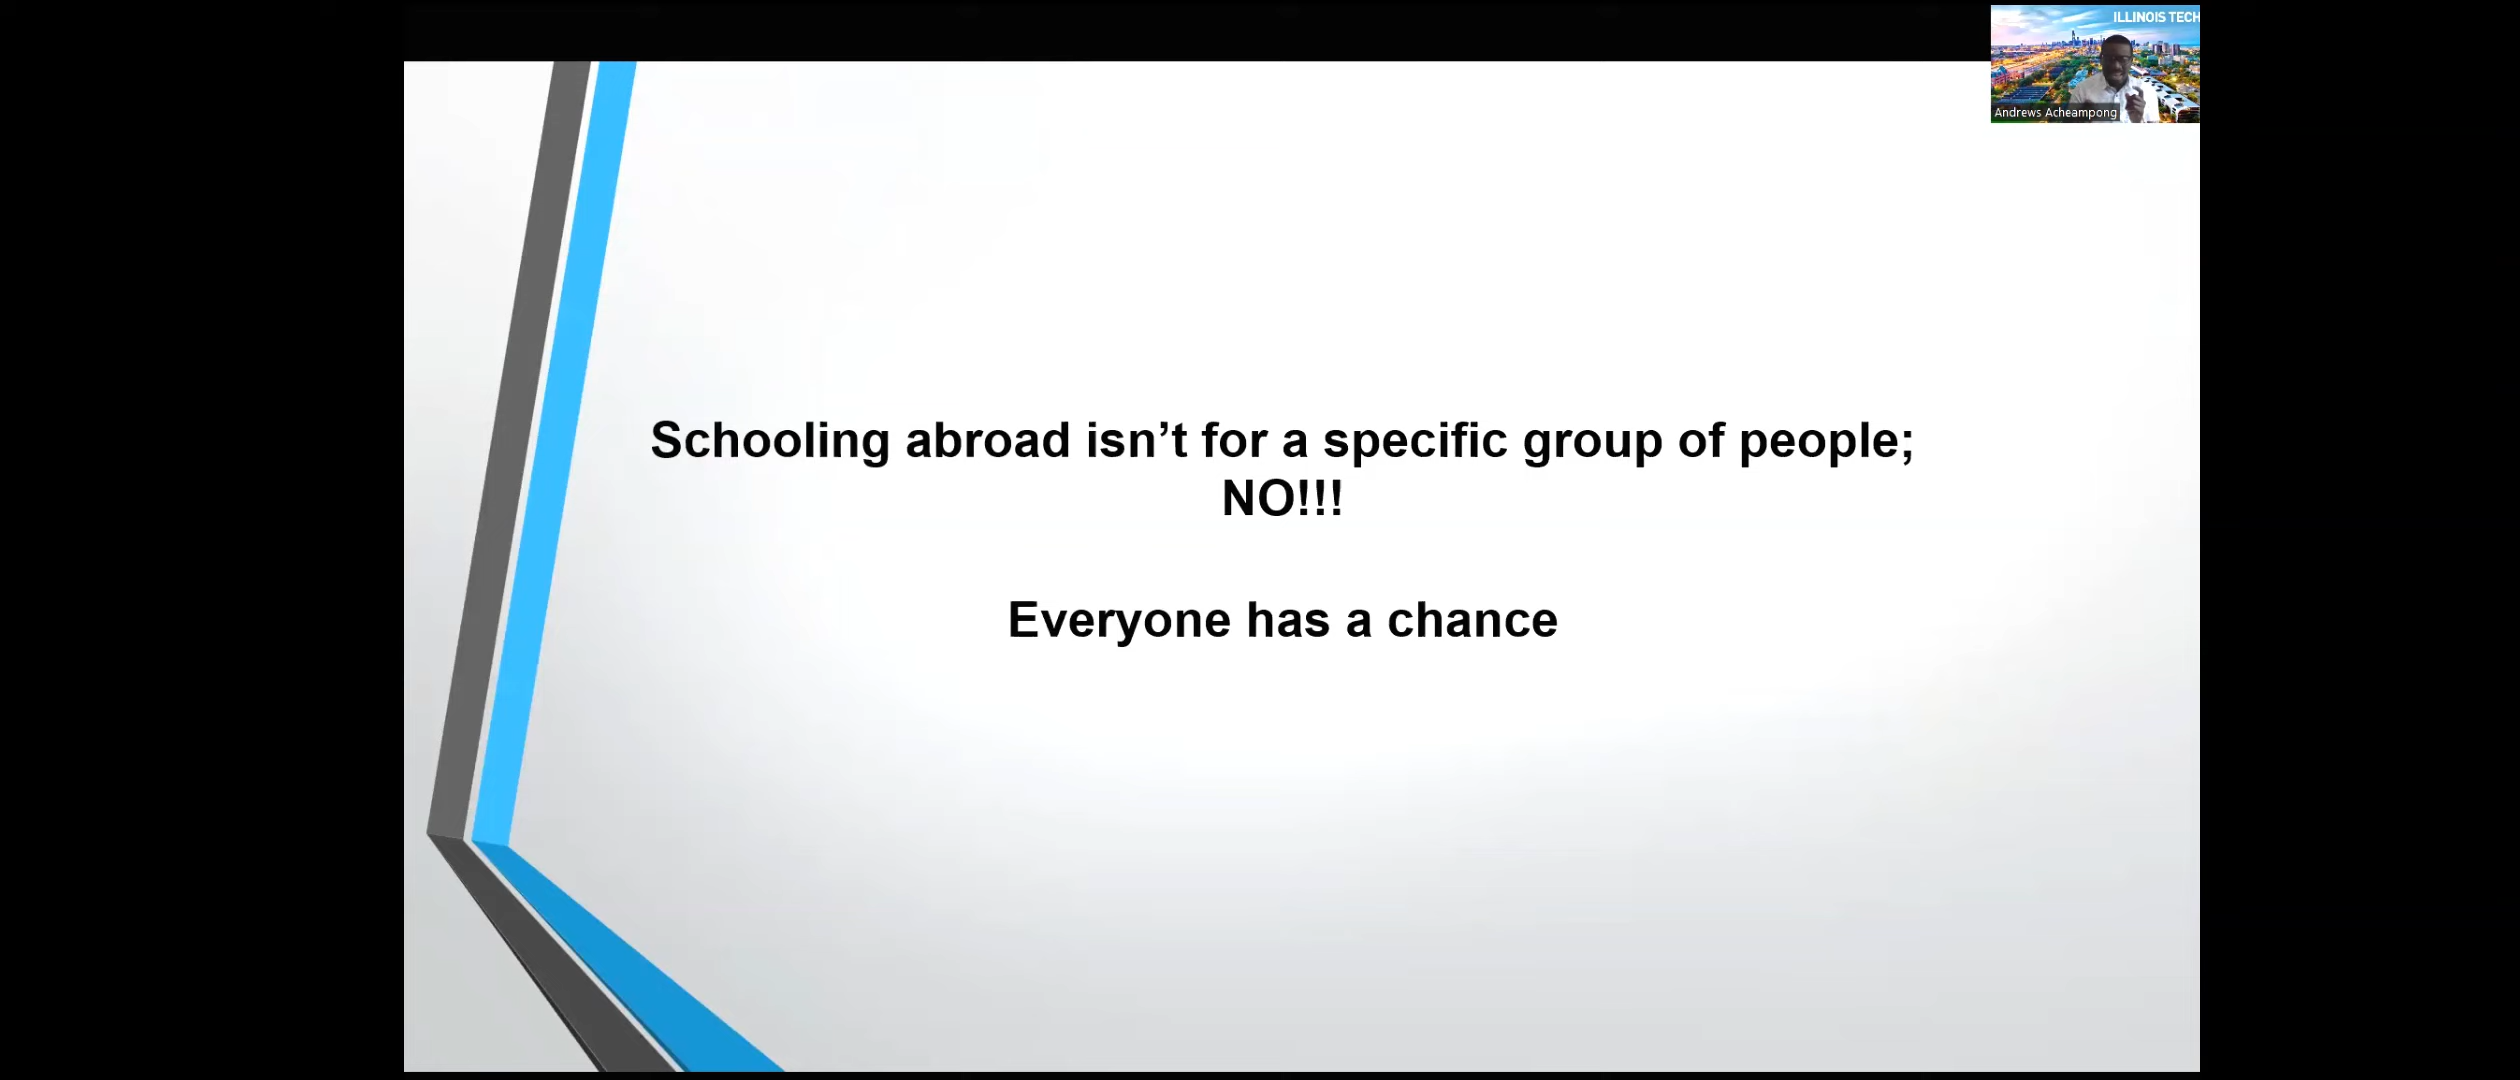 ILLINOIS TECH
Andrews Acheampong
Schooling abroad isn’t for a specific group of people;
NO!!!
Everyone has a chance